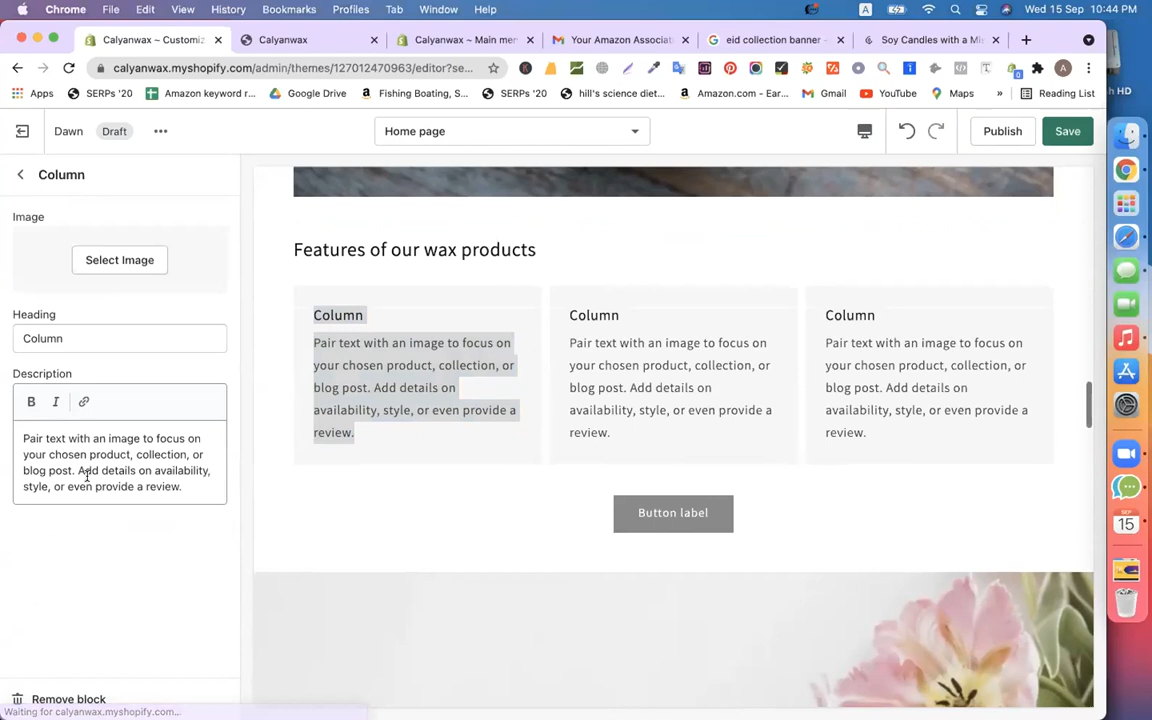 Chrome File Edit View History Bookmarks Profiles Tab Window Help A Wed 15 Sep 10:44 PM
Calyanwax ~ Customiz Calyanwax Calyanwax ~ Main me Your Amazon Associat eid collection banner - Soy Candles with a Mi
calyanwax.myshopify.com/admin/themes/127012470963/editor?se... A
Apps SERPs '20 Amazon keyword r... Google Drive Fishing Boating, S... SERPs '20 hill's science diet... Amazon.com - Ear... Gmail YouTube Maps » Reading List
Dawn Draft Home page Publish Save
Column
Image
Select Image
Heading
Column
Description
B I
Pair text with an image to focus on
your chosen product, collection, or
blog post. Add details on availability,
style, or even provide a review.
Remove block
Waiting for calyanwax.myshopify.com...
Features of our wax products
Column
Pair text with an image to focus on
your chosen product, collection, or
blog post. Add details on
availability, style, or even provide a
review.
Column
Pair text with an image to focus on
your chosen product, collection, or
blog post. Add details on
availability, style, or even provide a
review.
Column
Pair text with an image to focus on
your chosen product, collection, or
blog post. Add details on
availability, style, or even provide a
review.
Button label
SEP
15